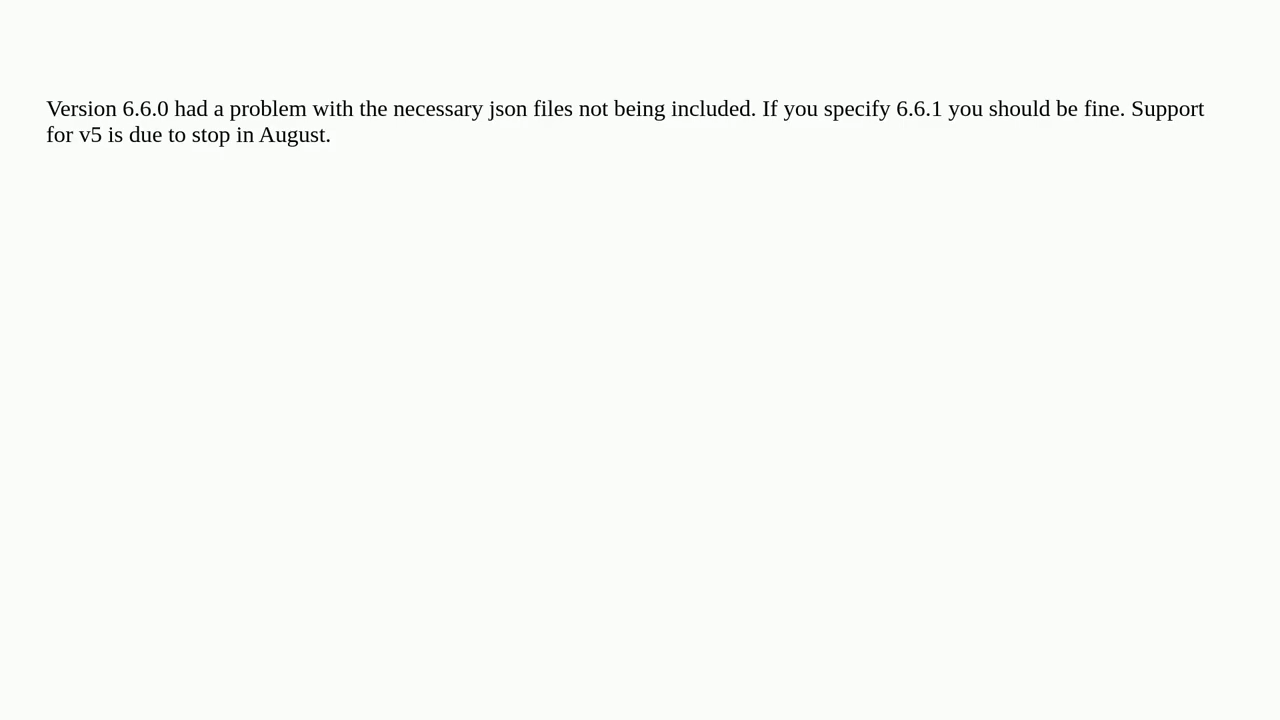 Version 6.6.0 had a problem with the necessary json files not being included. If you specify 6.6.1 you should be fine. Support
for v5 is due to stop in August.